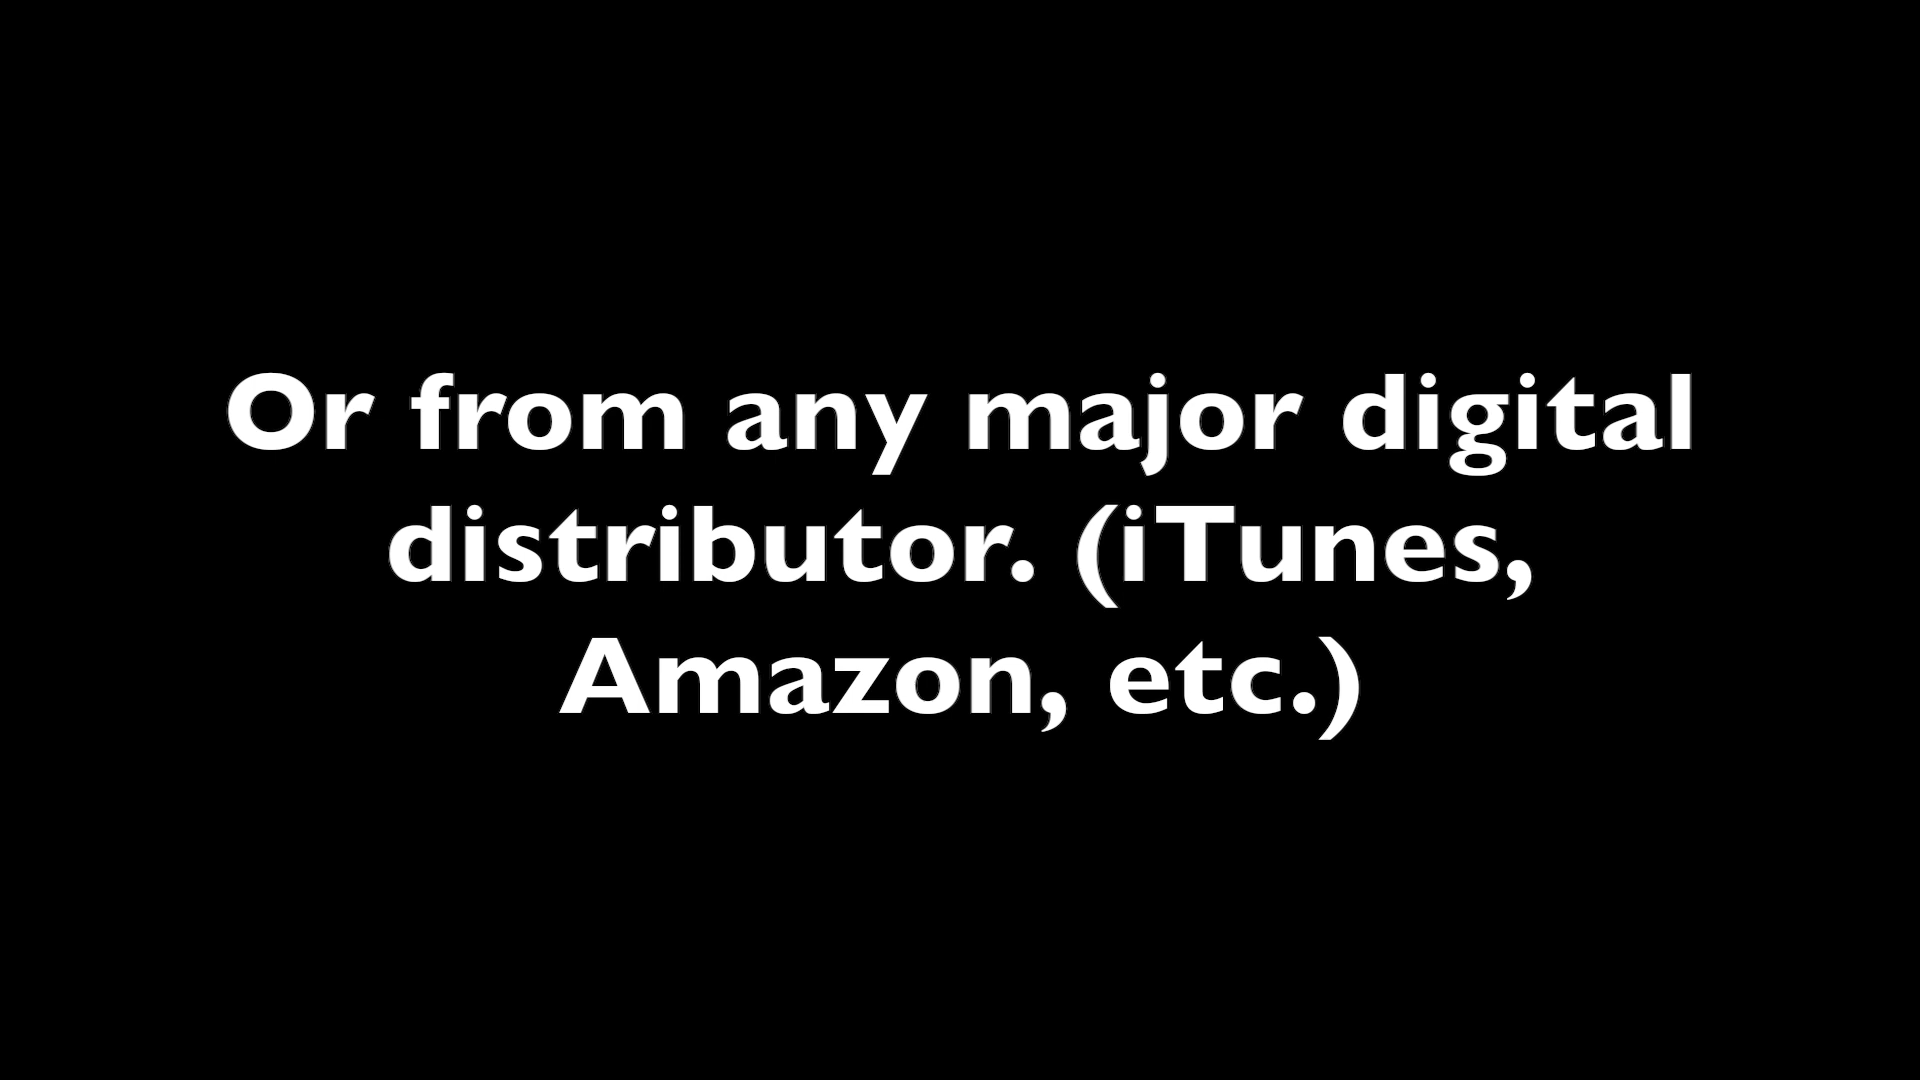 Or from any major digital
distributor. (iTunes,
Amazon, etc.)